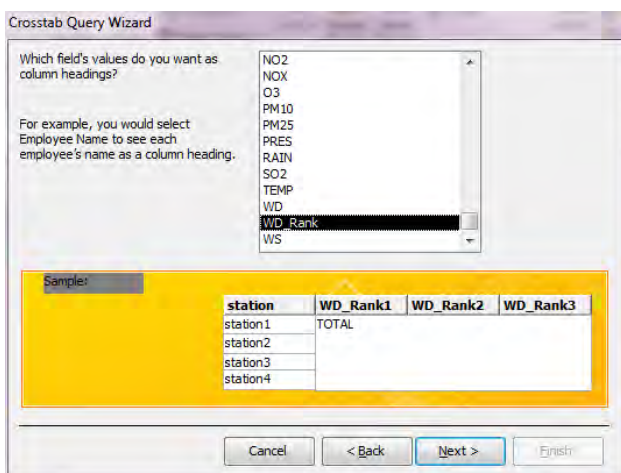 Crosstab Query Wizard
Which field's values do you want as
column headings?
For example, you would select
Employee Name to see each
employee's name as a column heading.
NO2
NOX
O3
PM10
PM25
PRES
RAIN
SO2
TEMP
WD
WD_Rank
WS
Sample:
station WD_Rank1 WD_Rank2 WD_Rank3
station1 TOTAL
station2
station3
station4
Cancel < Back Next > Finish